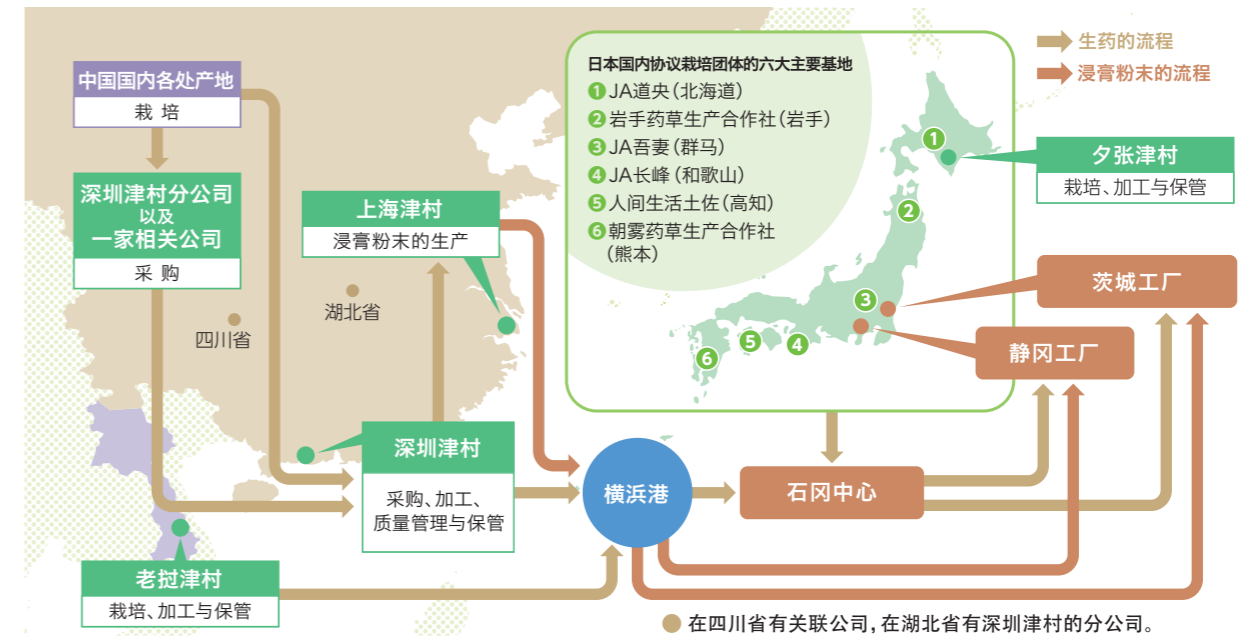 生药的流程
浸膏粉末的流程
中国国内各处产地
栽培
深圳津村分公司
以及
一家相关公司
采购
上海津村
浸膏粉末的生产
湖北省
四川省
日本国内协议栽培团体的六大主要基地
1 JA道央（北海道）
2 岩手药草生产合作社（岩手）
3 JA吾妻（群马）
4 JA长峰（和歌山）
5 人间生活土佐（高知）
6 朝雾药草生产合作社
（熊本）
1
2
3
4
5
6
夕张津村
栽培、加工与保管
茨城工厂
静冈工厂
深圳津村
采购、加工、
质量管理与保管
横浜港
石冈中心
老挝津村
栽培、加工与保管
在四川省有关联公司，在湖北省有深圳津村的分公司。